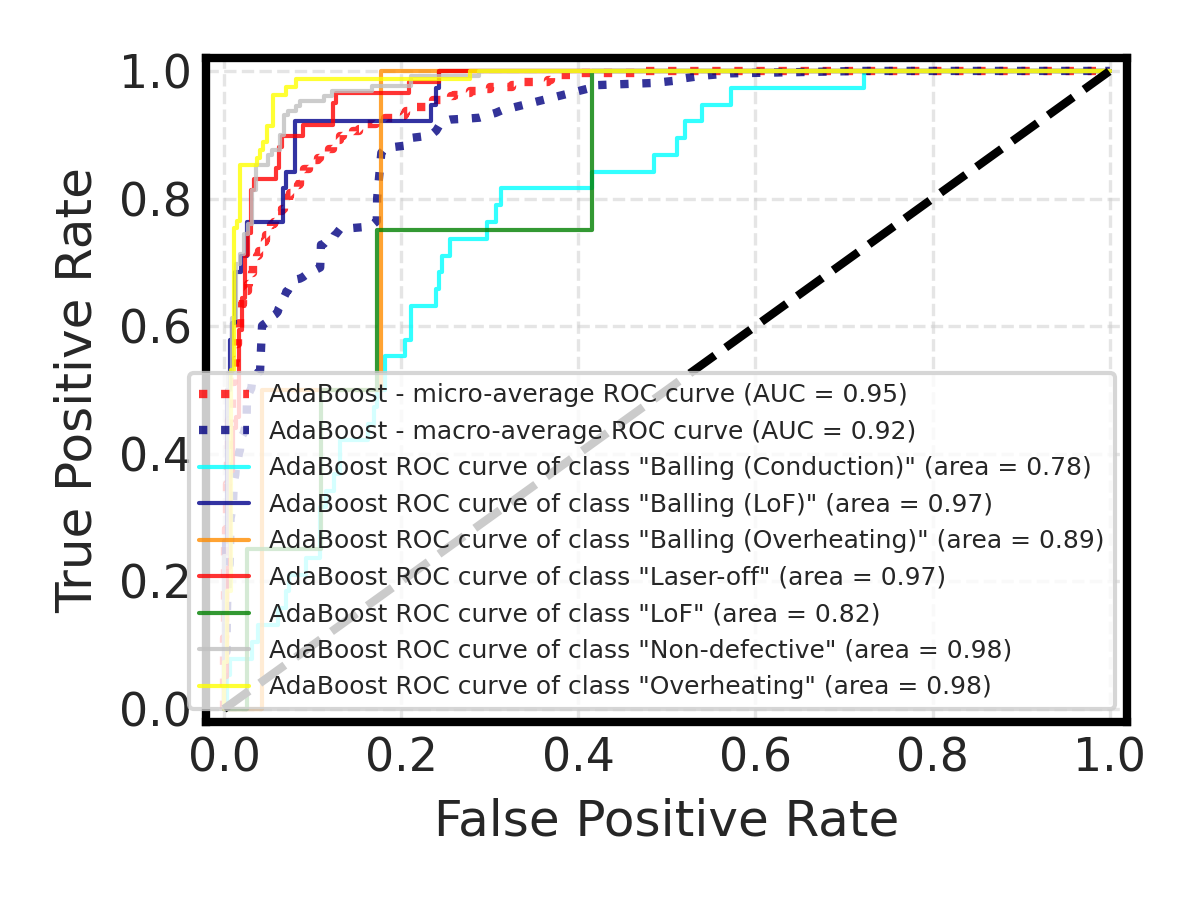 1.0
0.8
0.6
0.4
0.2
0.0
True Positive Rate
AdaBoost - micro-average ROC curve (AUC = 0.95)
AdaBoost - macro-average ROC curve (AUC = 0.92)
AdaBoost ROC curve of class "Balling (Conduction)" (area = 0.78)
AdaBoost ROC curve of class "Balling (LoF)" (area = 0.97)
AdaBoost ROC curve of class "Balling (Overheating)" (area = 0.89)
AdaBoost ROC curve of class "Laser-off" (area = 0.97)
AdaBoost ROC curve of class "LoF" (area = 0.82)
AdaBoost ROC curve of class "Non-defective" (area = 0.98)
AdaBoost ROC curve of class "Overheating" (area = 0.98)
0.0 0.2 0.4 0.6 0.8 1.0
False Positive Rate